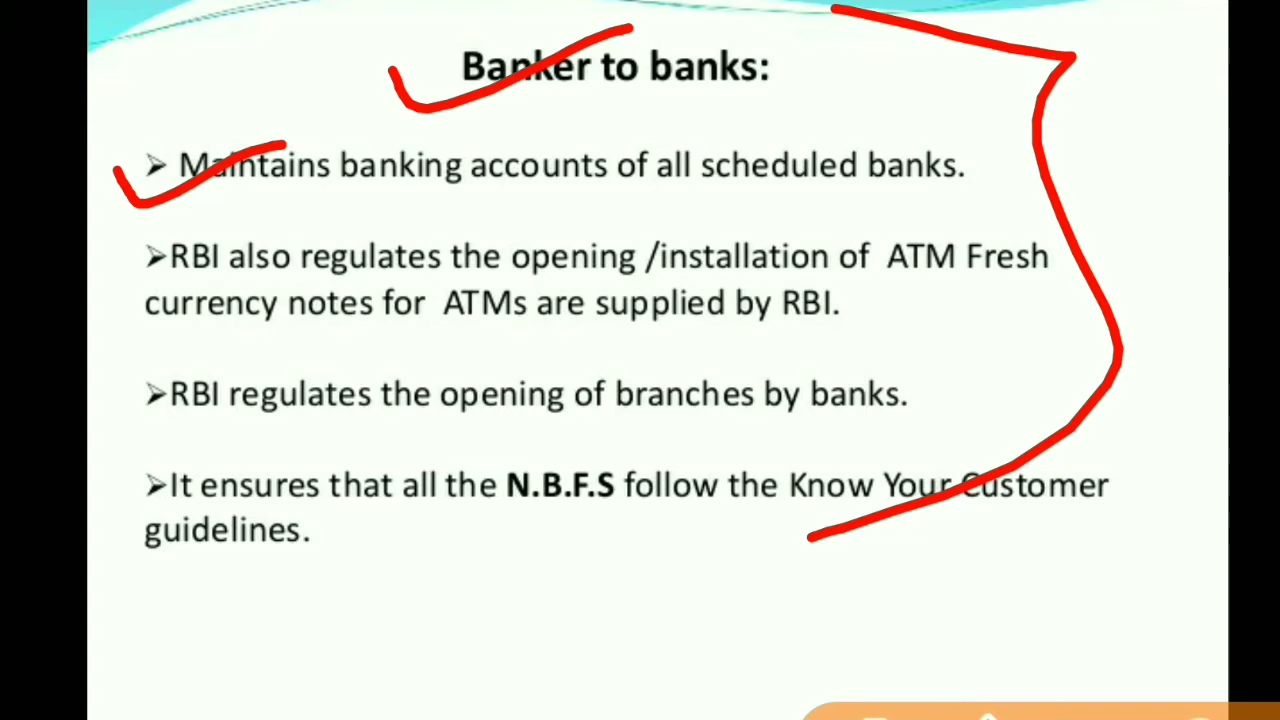 Banker to banks:
➢ Maintains banking accounts of all scheduled banks.
➢RBI also regulates the opening /installation of ATM Fresh
currency notes for ATMs are supplied by RBI.
➢RBI regulates the opening of branches by banks.
➢It ensures that all the N.B.F.S follow the Know Your Customer
guidelines.